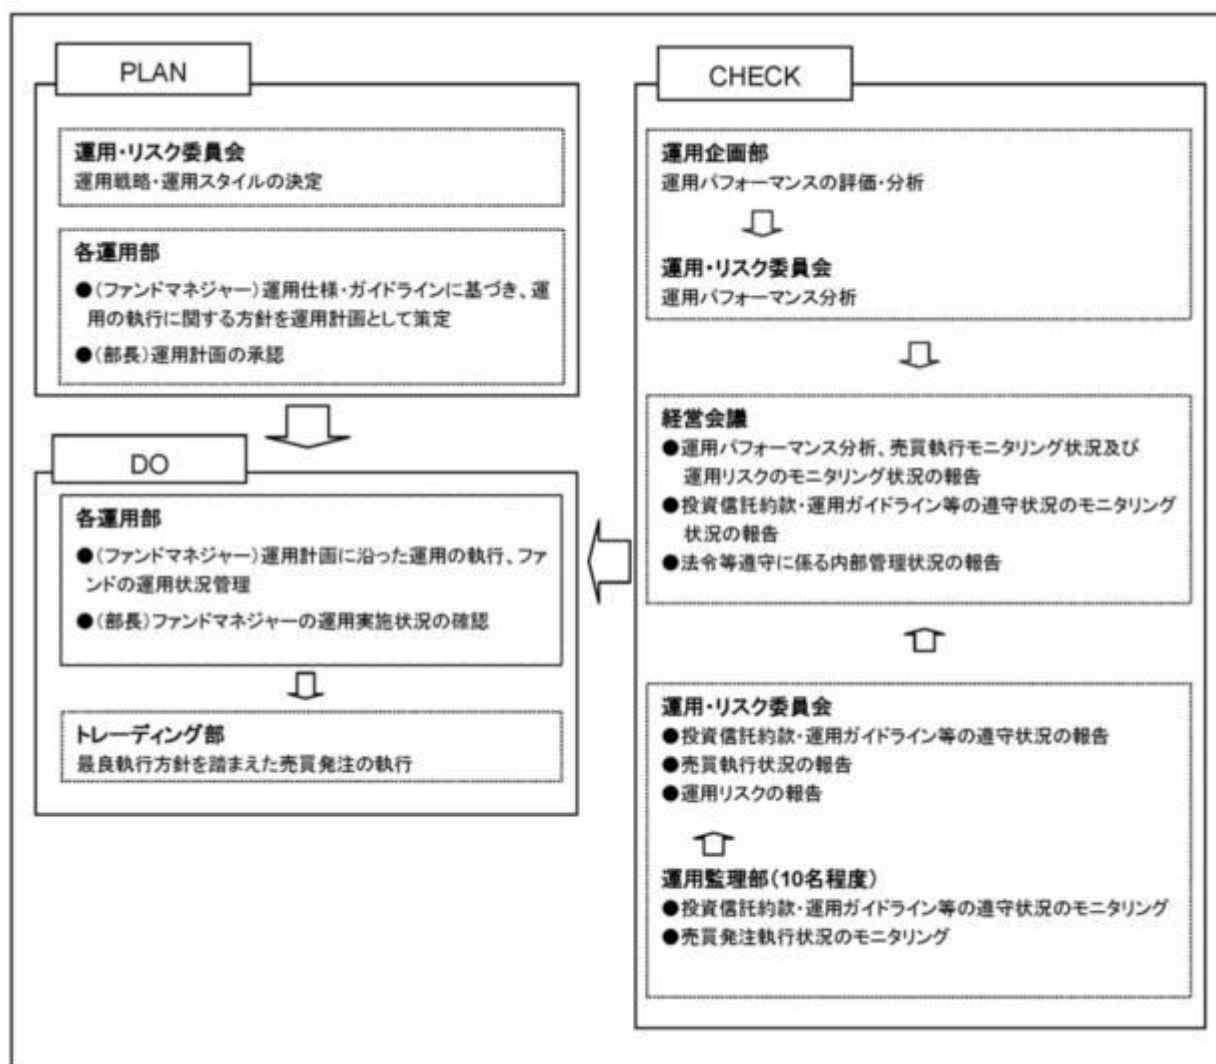 PLAN
運用・リスク委員会
運用戦略・運用スタイルの決定
各運用部
●(ファンドマネジャー)運用仕様・ガイドラインに基づき、運
用の執行に関する方針を運用計画として策定
●(部長)運用計画の承認
DO
各運用部
●(ファンドマネジャー)運用計画に沿った運用の執行、ファ
ンドの運用状況管理
●(部長)ファンドマネジャーの運用実施状況の確認
トレーディング部
最良執行方針を踏まえた売買発注の執行
CHECK
運用企画部
運用パフォーマンスの評価・分析
運用・リスク委員会
運用パフォーマンス分析
経営会議
●運用パフォーマンス分析、売買執行モニタリング状況及び
運用リスクのモニタリング状況の報告
●投資信託約款・運用ガイドライン等の遵守状況のモニタリング
状況の報告
●法令等遵守に係る内部管理状況の報告
運用・リスク委員会
●投資信託約款・運用ガイドライン等の遵守状況の報告
●売買執行状況の報告
●運用リスクの報告
運用監理部(10名程度)
●投資信託約款・運用ガイドライン等の遵守状況のモニタリング
●売買発注執行状況のモニタリング